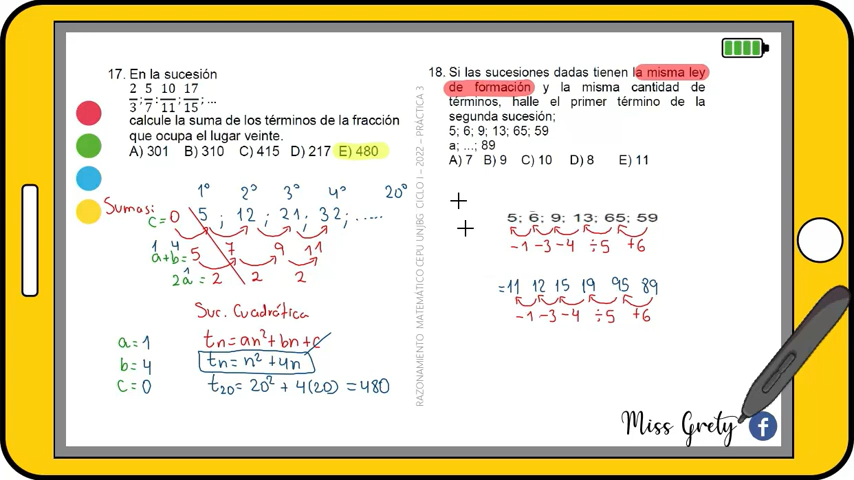 17. En la sucesión
2/3; 5/7; 10/11; 17/15; ...
calcule la suma de los términos de la fracción
que ocupa el lugar veinte.
A) 301 B) 310 C) 415 D) 217 E) 480
1° 2° 3° 4° 20°
Sumas:
c= 0 5 ; 12 ; 21 ; 32 ; .....
1 4
a+b= 5 7 9 11
1
2a = 2 2 2
Suc. Cuadrática
a = 1
b = 4
c = 0
tn = an² + bn + c
tn = n² + 4n
t20 = 20² + 4(20) = 480
RAZONAMIENTO MATEMÁTICO CEPU UNJBG CICLO I - 2022 – PRÁCTICA 3
18. Si las sucesiones dadas tienen la misma ley
de formación y la misma cantidad de
términos, halle el primer término de la
segunda sucesión;
5; 6; 9; 13; 65; 59
a; ...; 89
A) 7 B) 9 C) 10 D) 8 E) 11
+
+
5; 6; 9; 13; 65; 59
-1 -3 -4 ÷5 +6
=11 12 15 19 95 89
-1 -3 -4 ÷5 +6
Miss Grety f